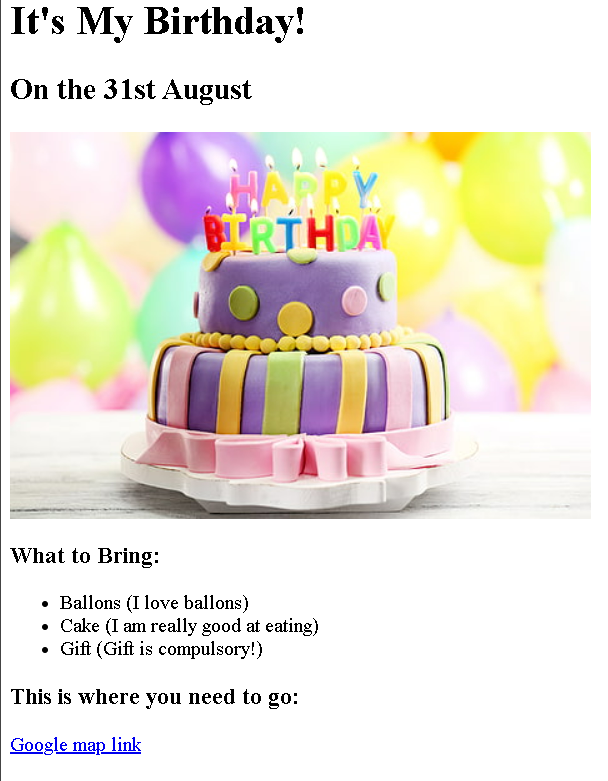 It's My Birthday!
On the 31st August
HAPPY
BIRTHDAY
What to Bring:
Ballons (I love ballons)
Cake (I am really good at eating)
Gift (Gift is compulsory!)
This is where you need to go:
Google map link